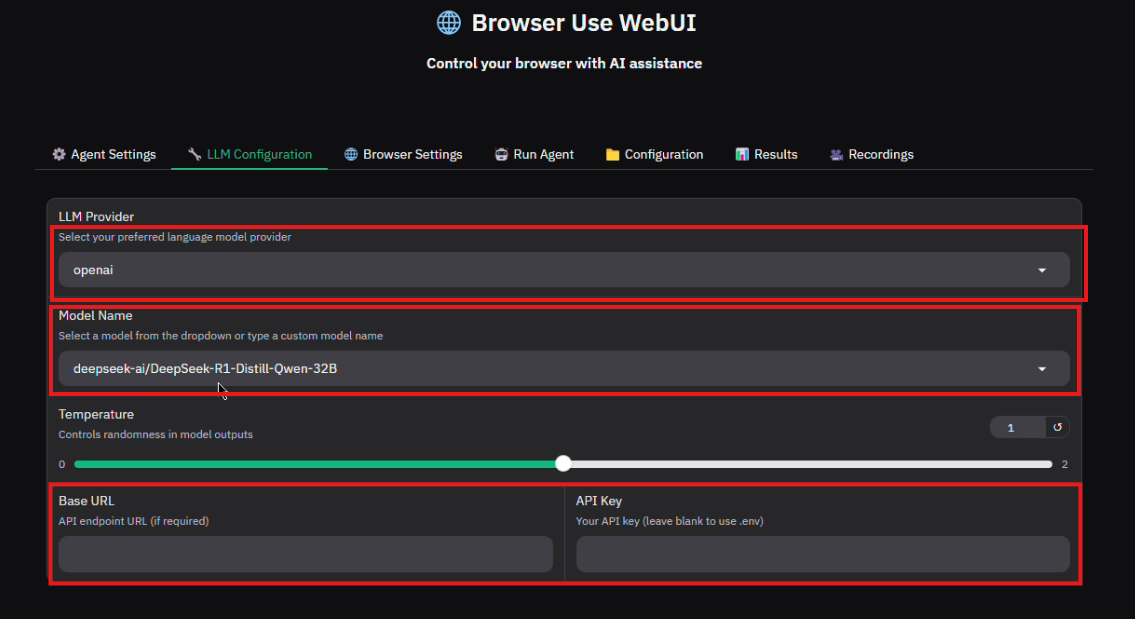 Browser Use WebUI
Control your browser with AI assistance
Agent Settings LLM Configuration Browser Settings Run Agent Configuration Results Recordings
LLM Provider
Select your preferred language model provider
openai
Model Name
Select a model from the dropdown or type a custom model name
deepseek-ai/DeepSeek-R1-Distill-Qwen-32B
Temperature
Controls randomness in model outputs
1
0
2
Base URL
API endpoint URL (if required)
API Key
Your API key (leave blank to use .env)